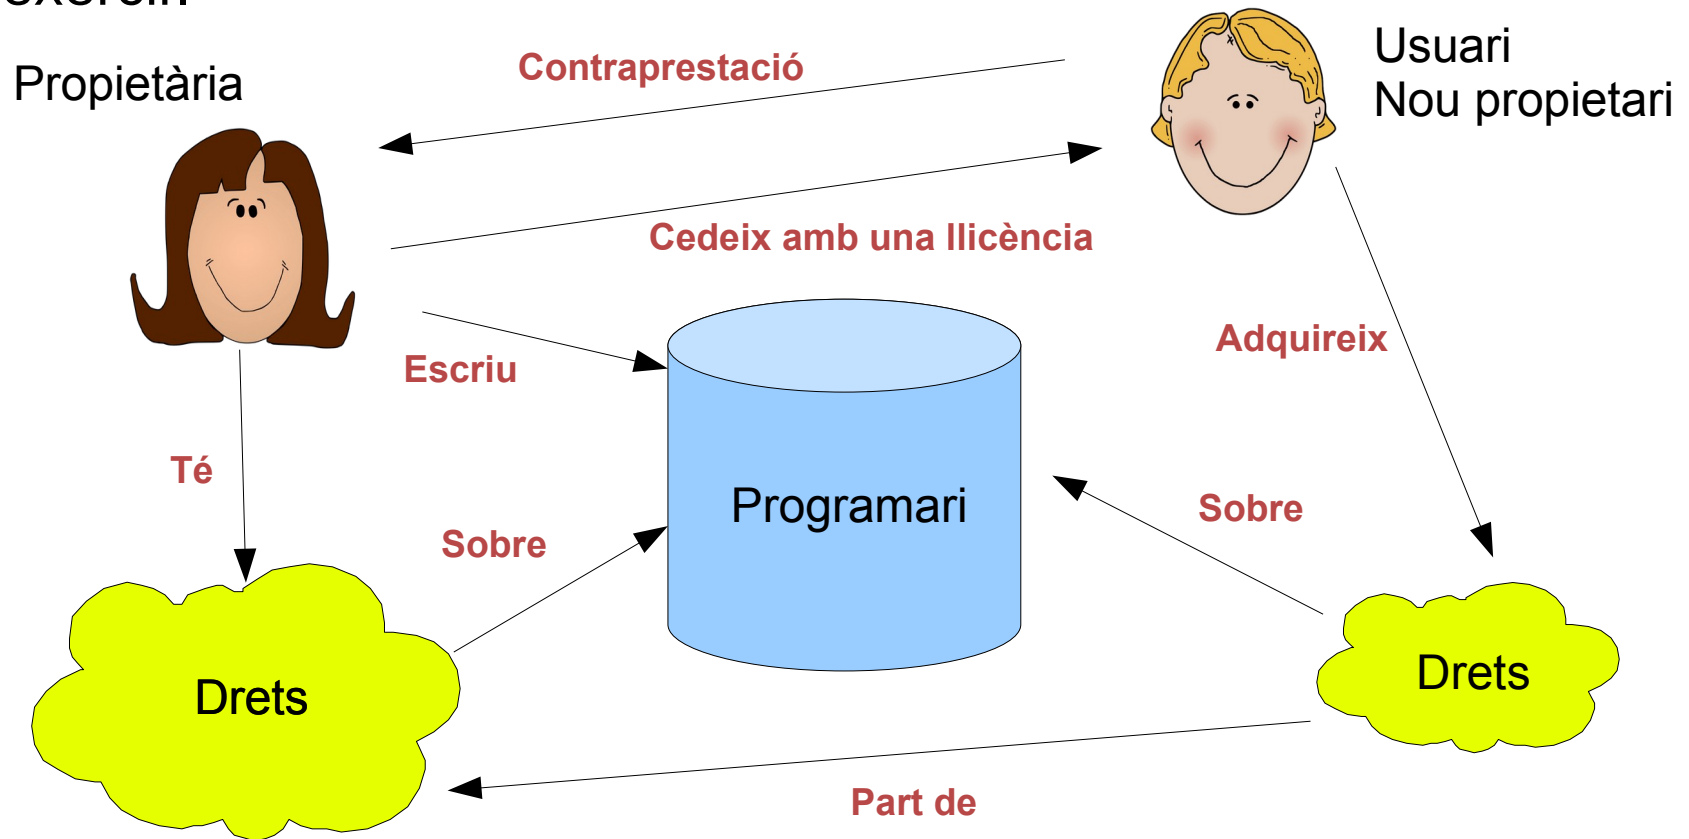 exercir.
Propietària
Contraprestació
Usuari
Nou propietari
Cedeix amb una llicència
Escriu
Adquireix
Té
Sobre
Programari
Sobre
Drets
Drets
Part de